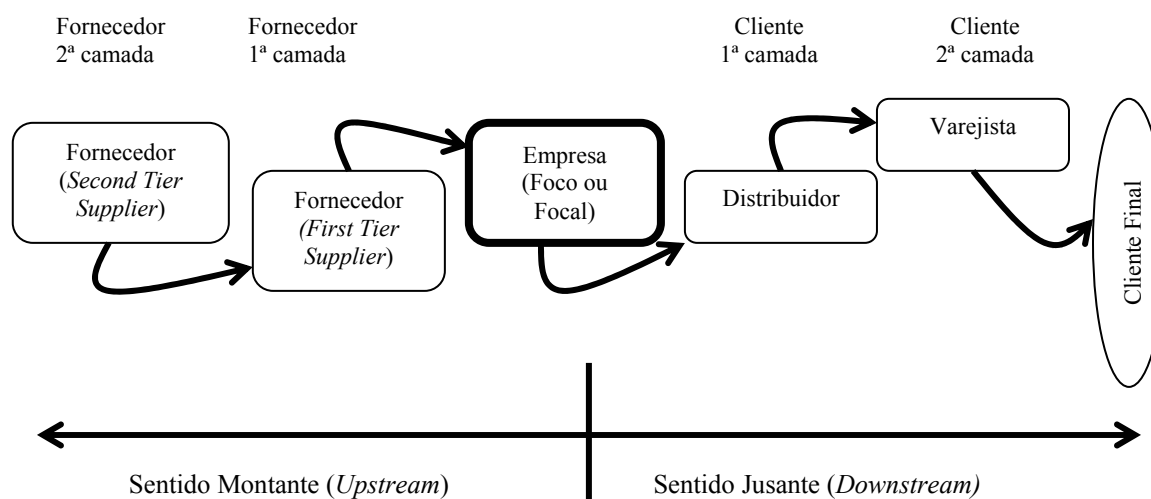 Fornecedor
2ª camada
Fornecedor
1ª camada
Cliente
1ª camada
Cliente
2ª camada
Fornecedor
(Second Tier
Supplier)
Fornecedor
(First Tier
Supplier)
Empresa
(Foco ou
Focal)
Distribuidor
Varejista
Cliente Final
Sentido Montante (Upstream)
Sentido Jusante (Downstream)